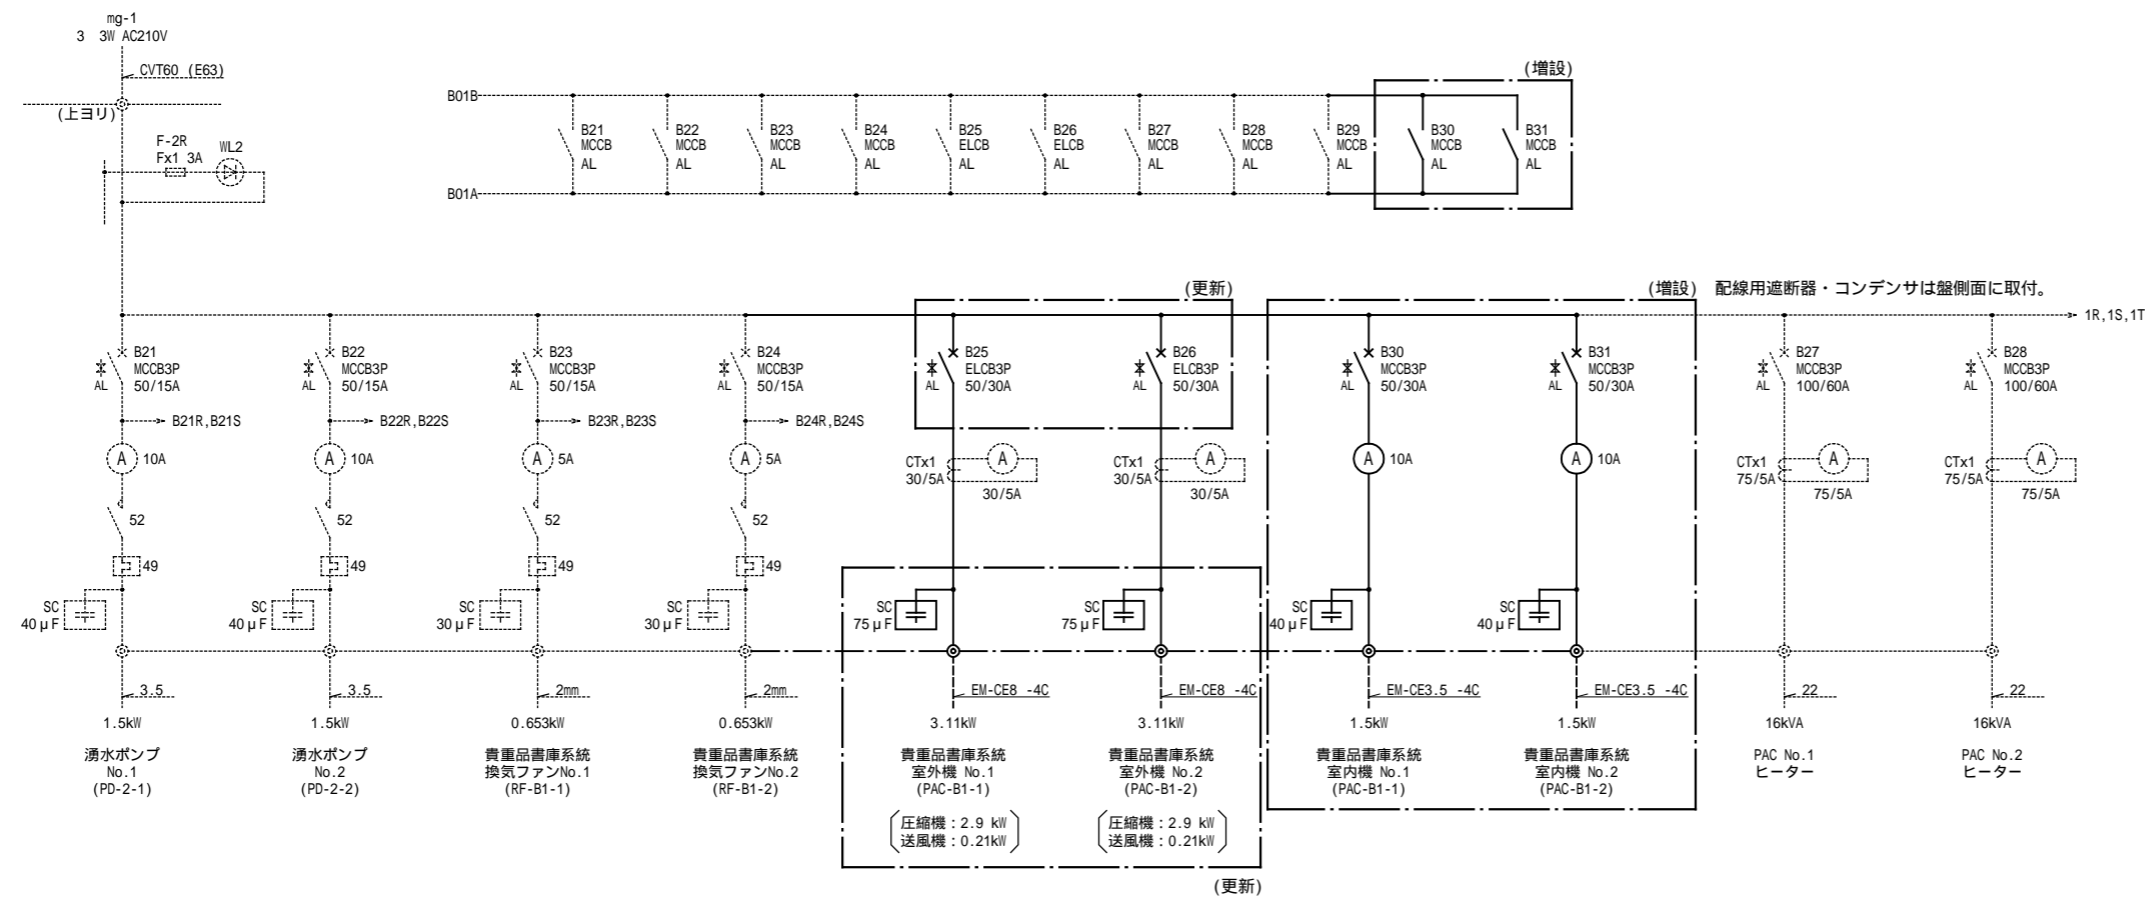 mg-1
3 3W AC210V
CVT60 (E63)
(上ヨリ)
F-2R
Fx1 3A
WL2
(増設)
B01B
B21
MCCB
AL
B22
MCCB
AL
B23
MCCB
AL
B24
MCCB
AL
B25
ELCB
AL
B26
ELCB
AL
B27
MCCB
AL
B28
MCCB
AL
B29
MCCB
AL
B30
MCCB
AL
B31
MCCB
AL
B01A
(更新)
(増設)
配線用遮断器・コンデンサは盤側面に取付。
1R,1S,1T
B21
MCCB3P
50/15A
AL
B22
MCCB3P
50/15A
AL
B23
MCCB3P
50/15A
AL
B24
MCCB3P
50/15A
AL
B25
ELCB3P
50/30A
AL
B26
ELCB3P
50/30A
AL
B30
MCCB3P
50/30A
AL
B31
MCCB3P
50/30A
AL
B27
MCCB3P
100/60A
AL
B28
MCCB3P
100/60A
AL
B21R,B21S
B22R,B22S
B23R,B23S
B24R,B24S
A 10A
A 10A
A 5A
A 5A
CTx1
30/5A
A
30/5A
CTx1
30/5A
A
30/5A
A 10A
A 10A
CTx1
75/5A
A
75/5A
CTx1
75/5A
A
75/5A
52
52
52
52
49
49
49
49
SC
40μF
SC
40μF
SC
30μF
SC
30μF
SC
75μF
SC
75μF
SC
40μF
SC
40μF
3.5
3.5
2mm
2mm
EM-CE8 -4C
EM-CE8 -4C
EM-CE3.5 -4C
EM-CE3.5 -4C
22
22
1.5kW
湧水ポンプ
No.1
(PD-2-1)
1.5kW
湧水ポンプ
No.2
(PD-2-2)
0.653kW
貴重品書庫系統
換気ファンNo.1
(RF-B1-1)
0.653kW
貴重品書庫系統
換気ファンNo.2
(RF-B1-2)
3.11kW
貴重品書庫系統
室外機 No.1
(PAC-B1-1)
圧縮機:2.9 kW
送風機:0.21kW
3.11kW
貴重品書庫系統
室外機 No.2
(PAC-B1-2)
圧縮機:2.9 kW
送風機:0.21kW
1.5kW
貴重品書庫系統
室内機 No.1
(PAC-B1-1)
1.5kW
貴重品書庫系統
室内機 No.2
(PAC-B1-2)
16kVA
PAC No.1
ヒーター
16kVA
PAC No.2
ヒーター
(更新)